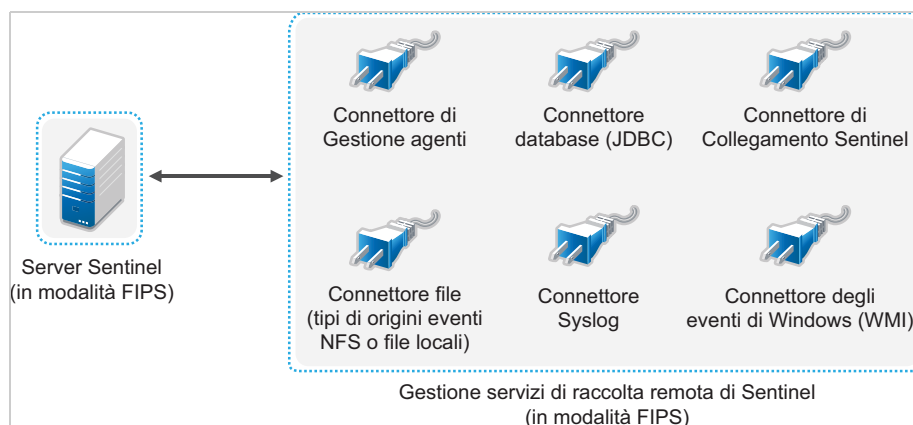 Connettore di
Gestione agenti
Connettore
database (JDBC)
Connettore di
Collegamento Sentinel
Server Sentinel
(in modalità FIPS)
Connettore file
(tipi di origini eventi
NFS o file locali)
Connettore
Syslog
Connettore degli
eventi di Windows (WMI)
Gestione servizi di raccolta remota di Sentinel
(in modalità FIPS)